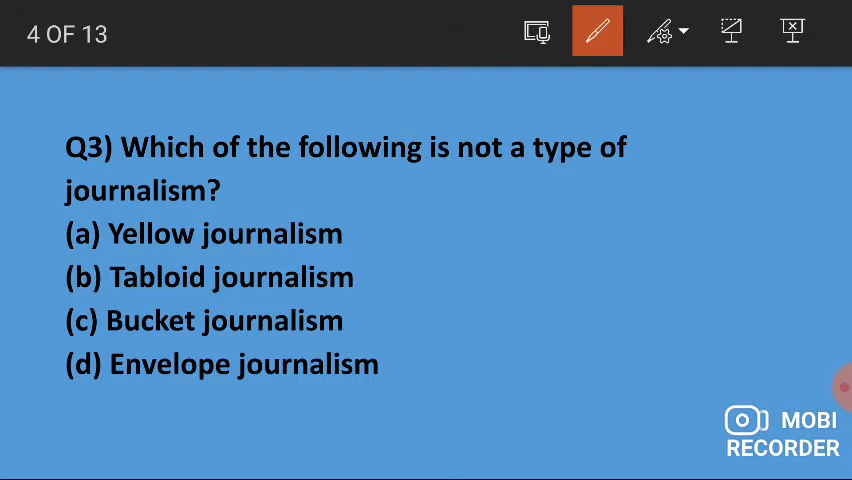 4 OF 13
Q3) Which of the following is not a type of
journalism?
(a) Yellow journalism
(b) Tabloid journalism
(c) Bucket journalism
(d) Envelope journalism
MOBI
RECORDER